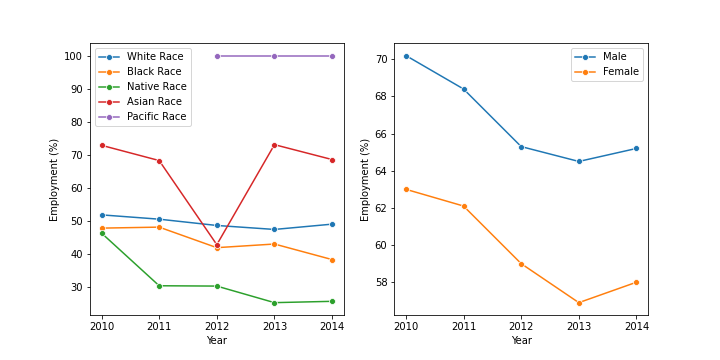 White Race
Black Race
Native Race
Asian Race
Pacific Race
100
90
80
70
60
50
40
30
Employment (%)
2010 2011 2012 2013 2014
Year
Male
Female
70
68
66
64
62
60
58
Employment (%)
2010 2011 2012 2013 2014
Year